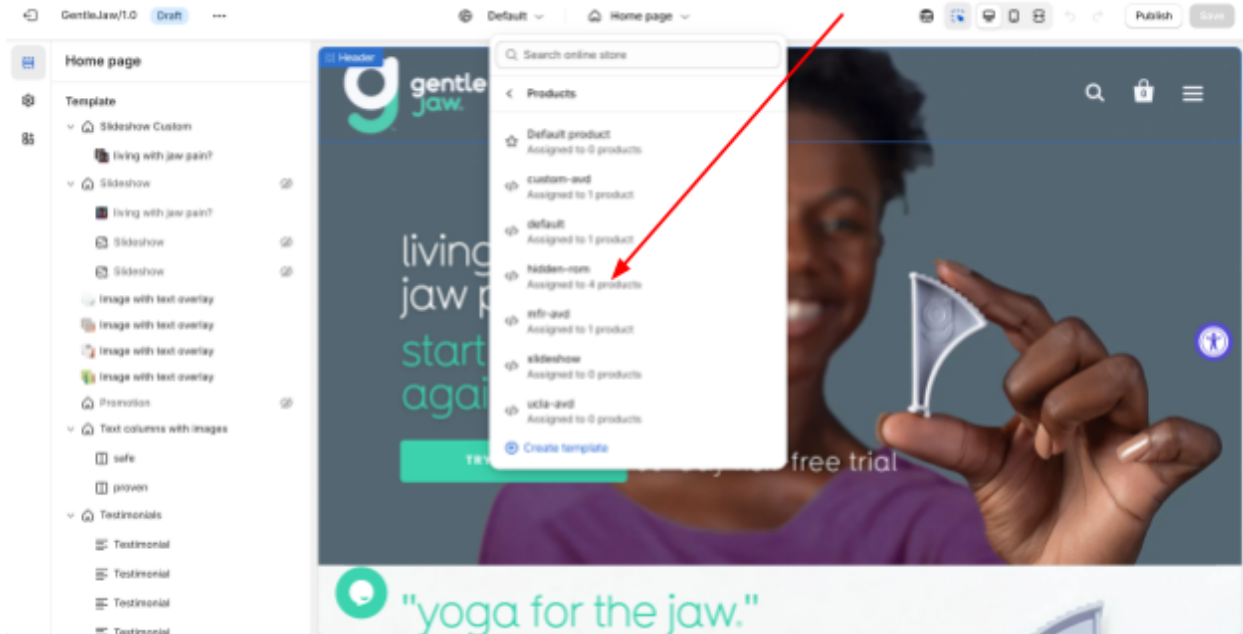 GentleJaw/1.0 Draft ... Default Home page Publish Save
Home page
Template
Slideshow Custom
living with jaw pain?
Slideshow
living with jaw pain?
Slideshow
Slideshow
Image with text overlay
Image with text overlay
Image with text overlay
Image with text overlay
Promotion
Text columns with images
safe
proven
Testimonials
Testimonial
Testimonial
Testimonial
Testimonial
Search online store
Products
Default product
Assigned to 0 products
custom-avd
Assigned to 1 product
default
Assigned to 1 product
hidden-rom
Assigned to 4 products
mfr-avd
Assigned to 1 product
slideshow
Assigned to 0 products
ucla-avd
Assigned to 0 products
Create template
Header
gentle
jaw.
0
living
jaw p
start
agai
TRY
free trial
"yoga for the jaw."